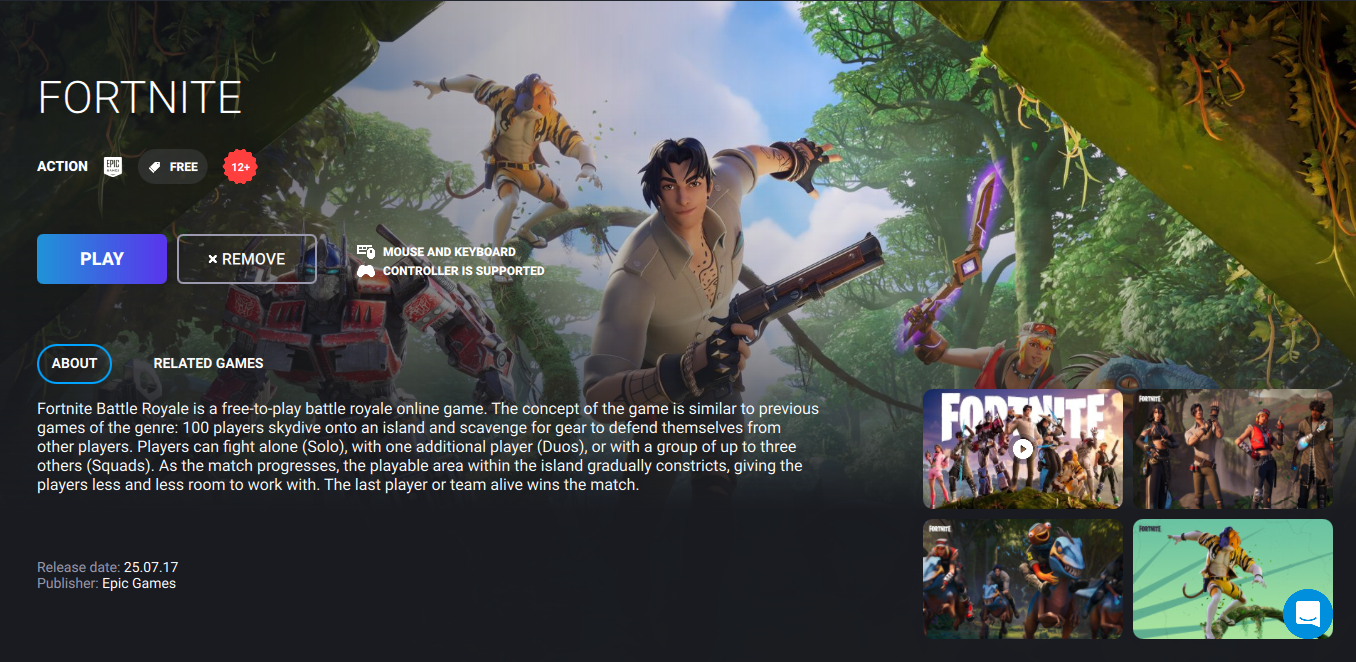 FORTNITE
ACTION EPIC GAMES FREE 12+
PLAY × REMOVE
MOUSE AND KEYBOARD
CONTROLLER IS SUPPORTED
ABOUT RELATED GAMES
Fortnite Battle Royale is a free-to-play battle royale online game. The concept of the game is similar to previous
games of the genre: 100 players skydive onto an island and scavenge for gear to defend themselves from
other players. Players can fight alone (Solo), with one additional player (Duos), or with a group of up to three
others (Squads). As the match progresses, the playable area within the island gradually constricts, giving the
players less and less room to work with. The last player or team alive wins the match.
Release date: 25.07.17
Publisher: Epic Games
FORTNITE
FORTNITE
FORTNITE
FORTNITE